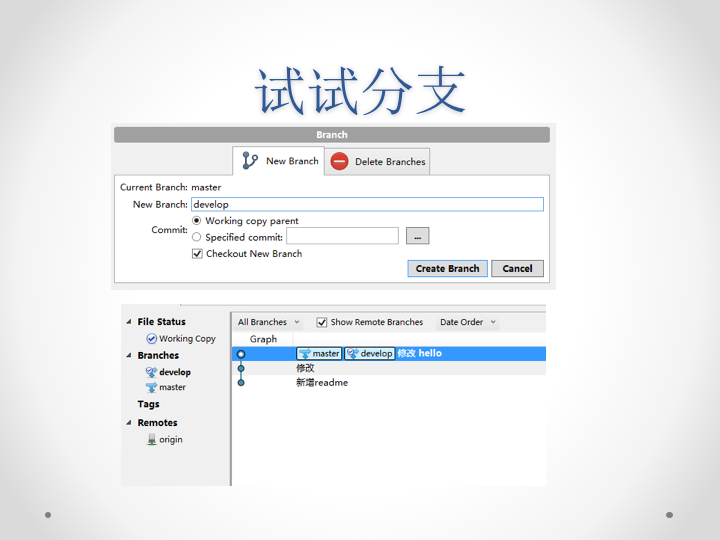 试试分支
Branch
New Branch
Delete Branches
Current Branch: master
New Branch: develop
Commit: Working copy parent
Specified commit: ...
Checkout New Branch
Create Branch Cancel
File Status
Working Copy
Branches
develop
master
Tags
Remotes
origin
All Branches Show Remote Branches Date Order
Graph
master develop 修改 hello
修改
新增readme